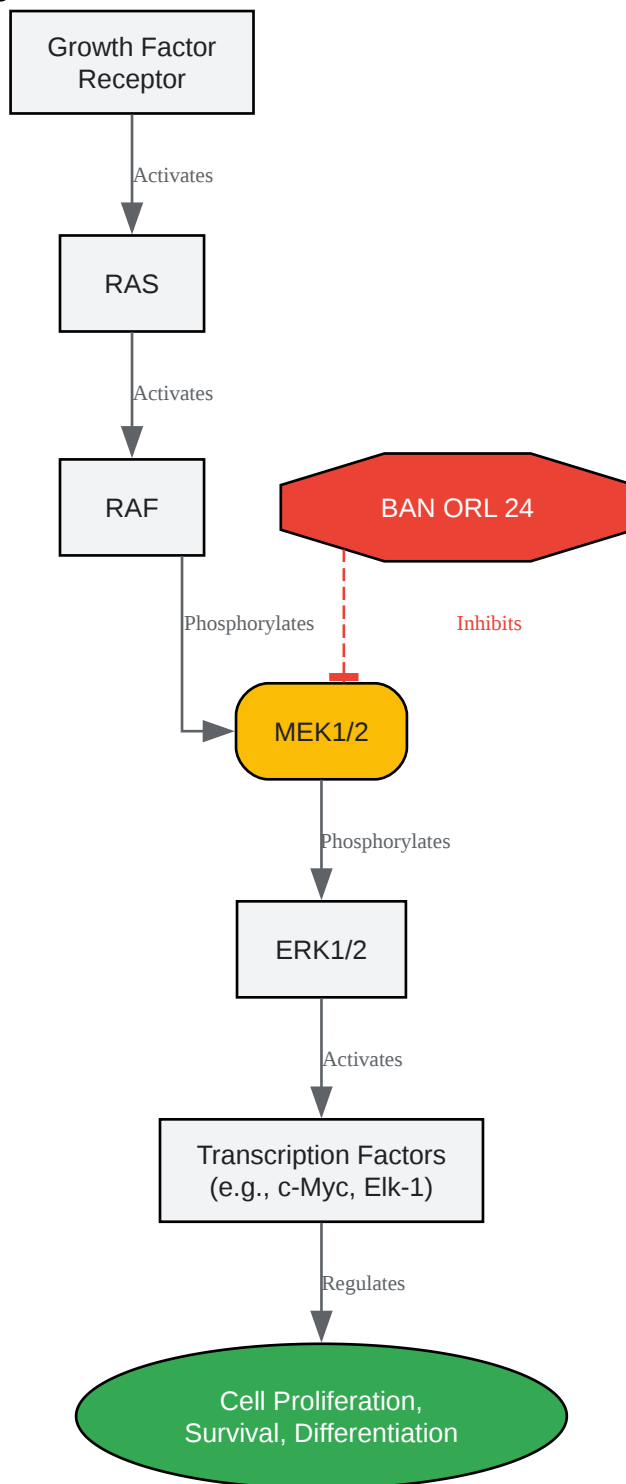 Growth Factor
Receptor
Activates
RAS
Activates
RAF
BAN ORL 24
Phosphorylates
Inhibits
MEK1/2
Phosphorylates
ERK1/2
Activates
Transcription Factors
(e.g., c-Myc, Elk-1)
Regulates
Cell Proliferation,
Survival, Differentiation